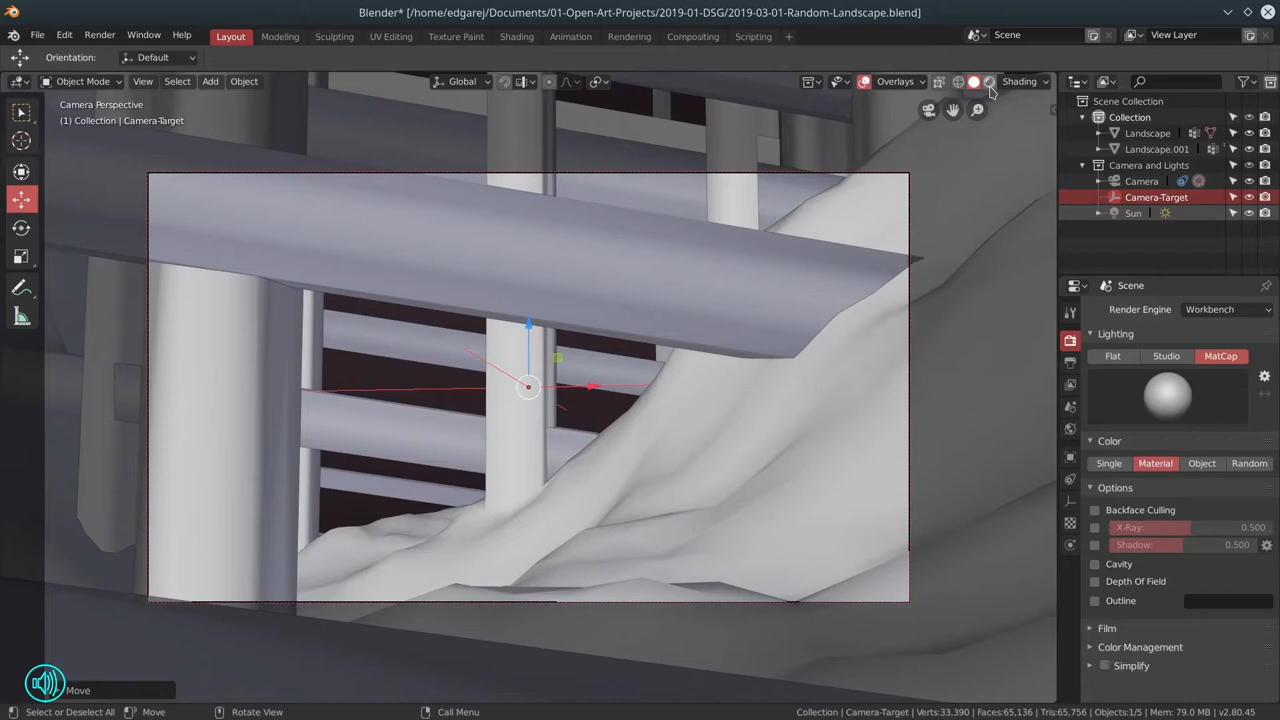 Blender* [/home/edgarej/Documents/01-Open-Art-Projects/2019-01-DSG/2019-03-01-Random-Landscape.blend]
File Edit Render Window Help Layout Modeling Sculpting UV Editing Texture Paint Shading Animation Rendering Compositing Scripting + Scene View Layer
Orientation: Default
Object Mode View Select Add Object Global Overlays Shading
Camera Perspective
(1) Collection | Camera-Target
Scene Collection
Collection
Landscape
Landscape.001
Camera and Lights
Camera
Camera-Target
Sun
Scene
Render Engine Workbench
Lighting
Flat Studio MatCap
Color
Single Material Object Random
Options
Backface Culling
X-Ray: 0.500
Shadow: 0.500
Cavity
Depth Of Field
Outline
Film
Color Management
Simplify
Move
Select or Deselect All Move Rotate View Call Menu Collection | Camera-Target | Verts:33,390 | Faces:65,136 | Tris:65,756 | Objects:1/5 | Mem: 79.0 MB | v2.80.45